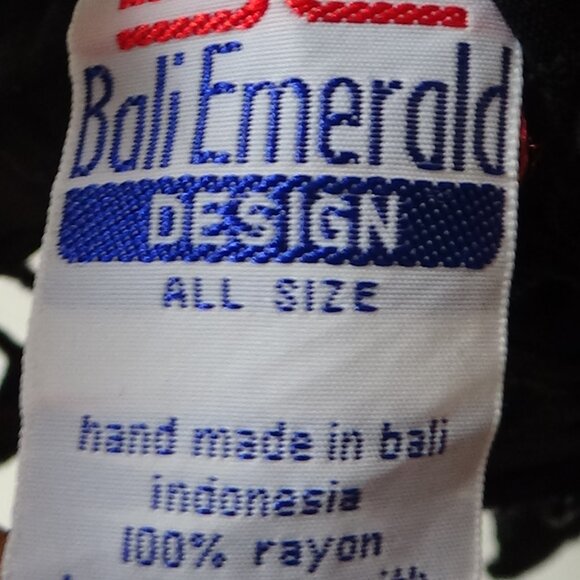 Bali Emerald
DESIGN
ALL SIZE
hand made in bali
indonesia
100% rayon